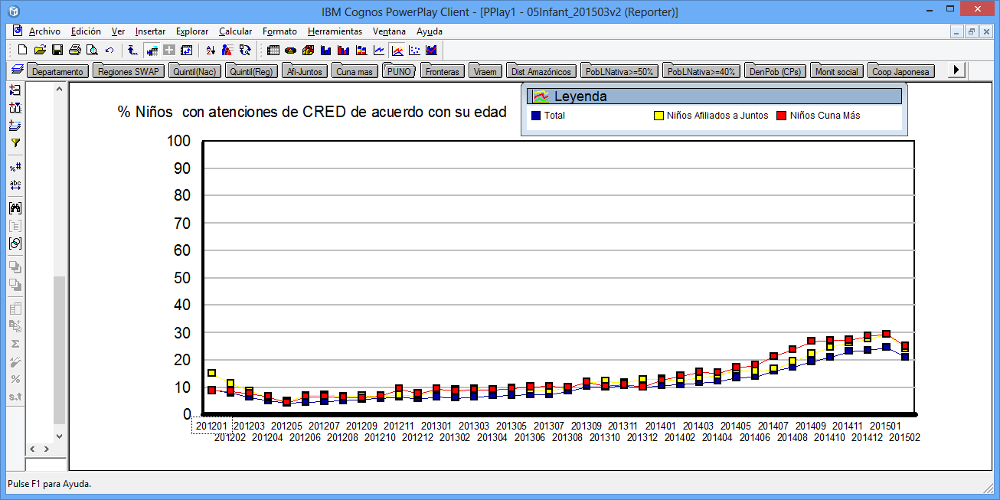 IBM Cognos PowerPlay Client - [PPlay1 - 05Infant_201503v2 (Reporter)]
Archivo Edición Ver Insertar Explorar Calcular Formato Herramientas Ventana Ayuda
Departamento Regiones SWAP Quintil(Nac) Quintil(Reg) Afi-Juntos Cuna mas PUNO Fronteras Vraem Dist Amazónicos PobLNativa>=50% PobLNativa>=40% DenPob (CPs) Monit social Coop Japonesa
% Niños con atenciones de CRED de acuerdo con su edad
Leyenda
Total Niños Afiliados a Juntos Niños Cuna Más
100
90
80
70
60
50
40
30
20
10
0
201201 201203 201205 201207 201209 201211 201301 201303 201305 201307 201309 201311 201401 201403 201405 201407 201409 201411 201501
201202 201204 201206 201208 201210 201212 201302 201304 201306 201308 201310 201312 201402 201404 201406 201408 201410 201412 201502
%#
abc
Σ
%
s.t
Pulse F1 para Ayuda.